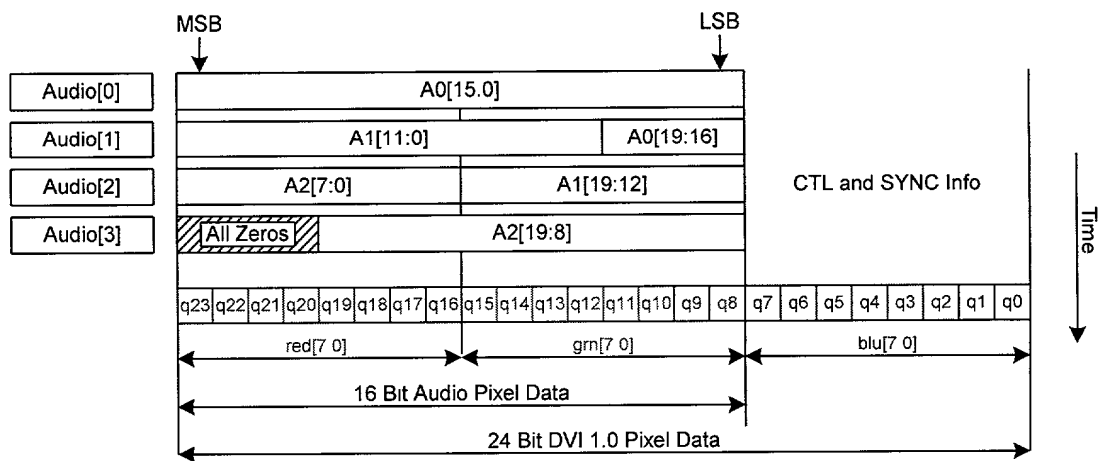 MSB LSB
Audio[0] A0[15.0]
Audio[1] A1[11:0] A0[19:16]
Audio[2] A2[7:0] A1[19:12] CTL and SYNC Info
Audio[3] All Zeros A2[19:8]
Time
q23 q22 q21 q20 q19 q18 q17 q16 q15 q14 q13 q12 q11 q10 q9 q8 q7 q6 q5 q4 q3 q2 q1 q0
red[7 0] grn[7 0] blu[7 0]
16 Bit Audio Pixel Data
24 Bit DVI 1.0 Pixel Data